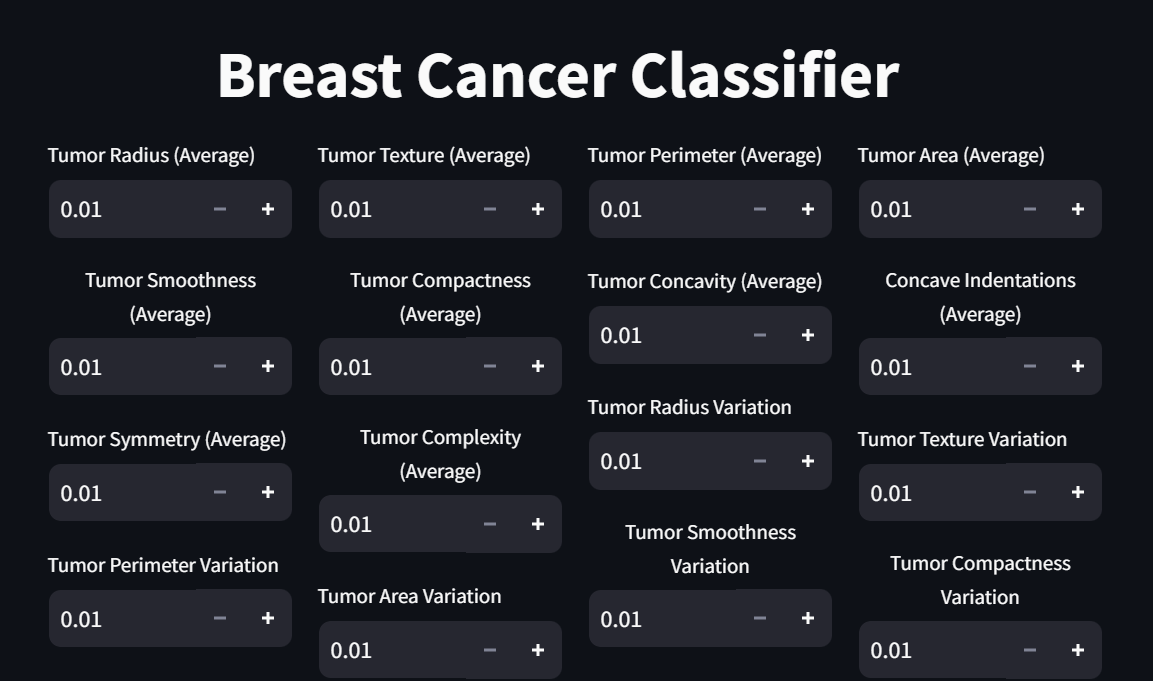 Breast Cancer Classifier
Tumor Radius (Average)
0.01
Tumor Texture (Average)
0.01
Tumor Perimeter (Average)
0.01
Tumor Area (Average)
0.01
Tumor Smoothness
(Average)
0.01
Tumor Compactness
(Average)
0.01
Tumor Concavity (Average)
0.01
Concave Indentations
(Average)
0.01
Tumor Symmetry (Average)
0.01
Tumor Complexity
(Average)
0.01
Tumor Radius Variation
0.01
Tumor Texture Variation
0.01
Tumor Perimeter Variation
0.01
Tumor Area Variation
0.01
Tumor Smoothness
Variation
0.01
Tumor Compactness
Variation
0.01